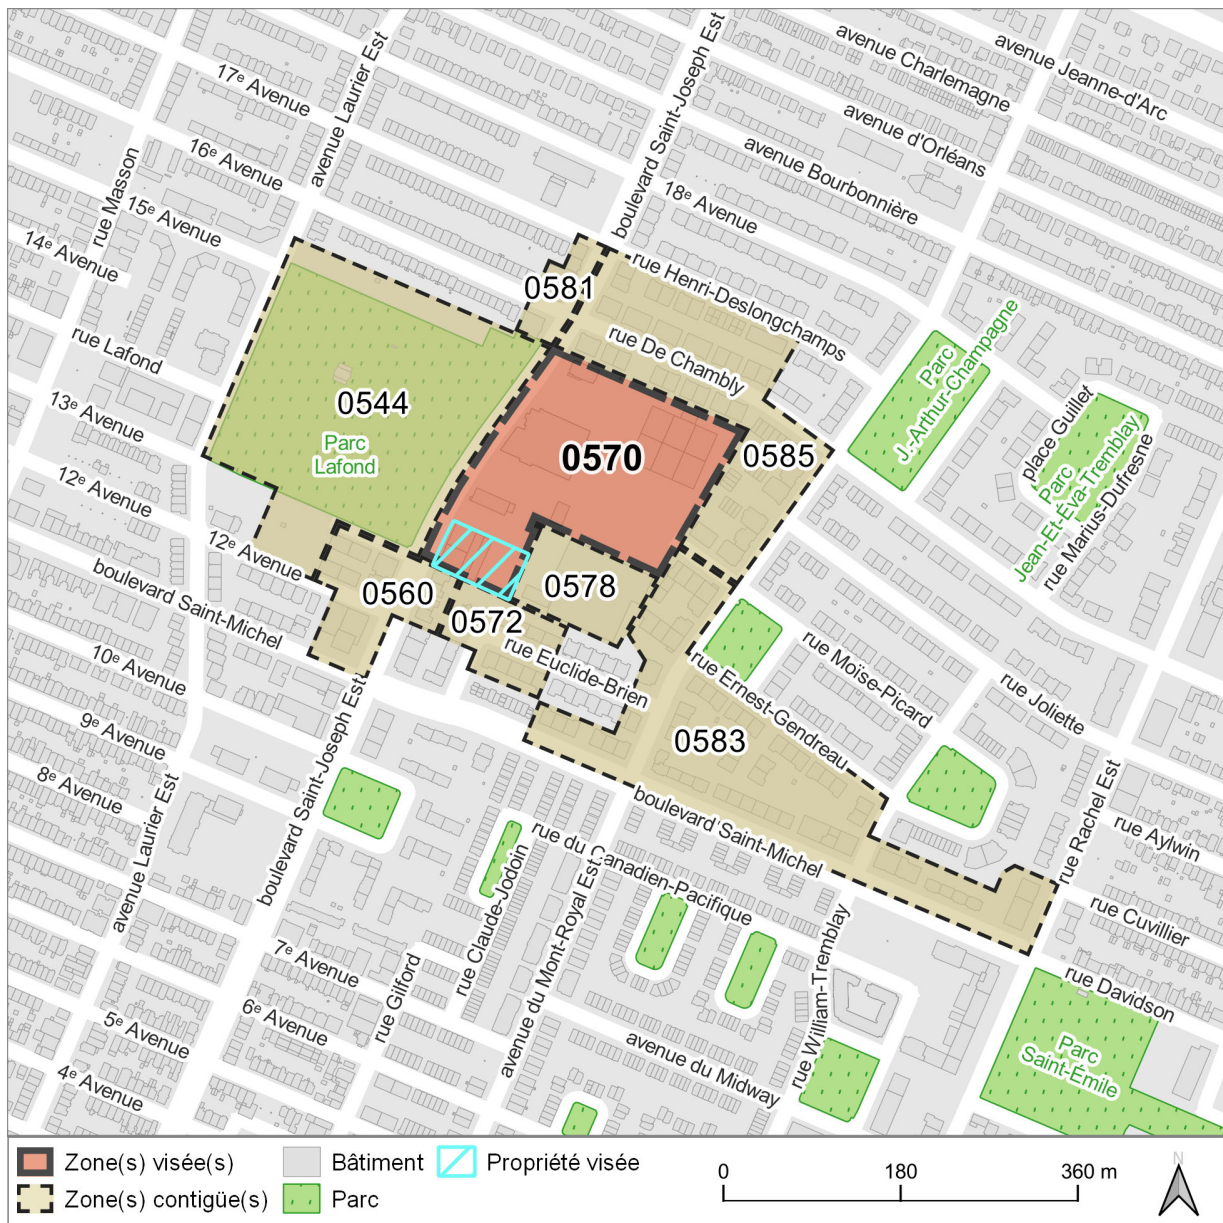 avenue Jeanne-d'Arc
avenue Charlemagne
avenue d'Orléans
avenue Bourbonnière
17e Avenue
avenue Laurier Est
boulevard Saint-Joseph Est
16e Avenue
18e Avenue
rue Masson
15e Avenue
14e Avenue
rue Henri-Deslongchamps
0581
rue De Chambly
rue Lafond
0544
Parc
Lafond
Parc
J.-Arthur-Champagne
place Guillet
Parc
Jean-Et-Éva-Tremblay
rue Marius-Dufresne
13e Avenue
0570
0585
12e Avenue
12e Avenue
0560
0578
0572
boulevard Saint-Michel
rue Euclide-Brien
rue Moïse-Picard
rue Ernest-Gendreau
rue Joliette
10e Avenue
9e Avenue
boulevard Saint-Joseph Est
0583
8e Avenue
avenue Laurier Est
boulevard Saint-Michel
rue Rachel Est
rue Aylwin
rue du Canadien-Pacifique
rue Claude-Jodoin
rue Cuvillier
7e Avenue
rue Gilford
avenue du Mont-Royal Est
rue William-Tremblay
rue Davidson
6e Avenue
5e Avenue
avenue du Midway
Parc
Saint-Émile
4e Avenue
Zone(s) visée(s)
Bâtiment
Propriété visée
Zone(s) contigüe(s)
Parc
0 180 360 m
N